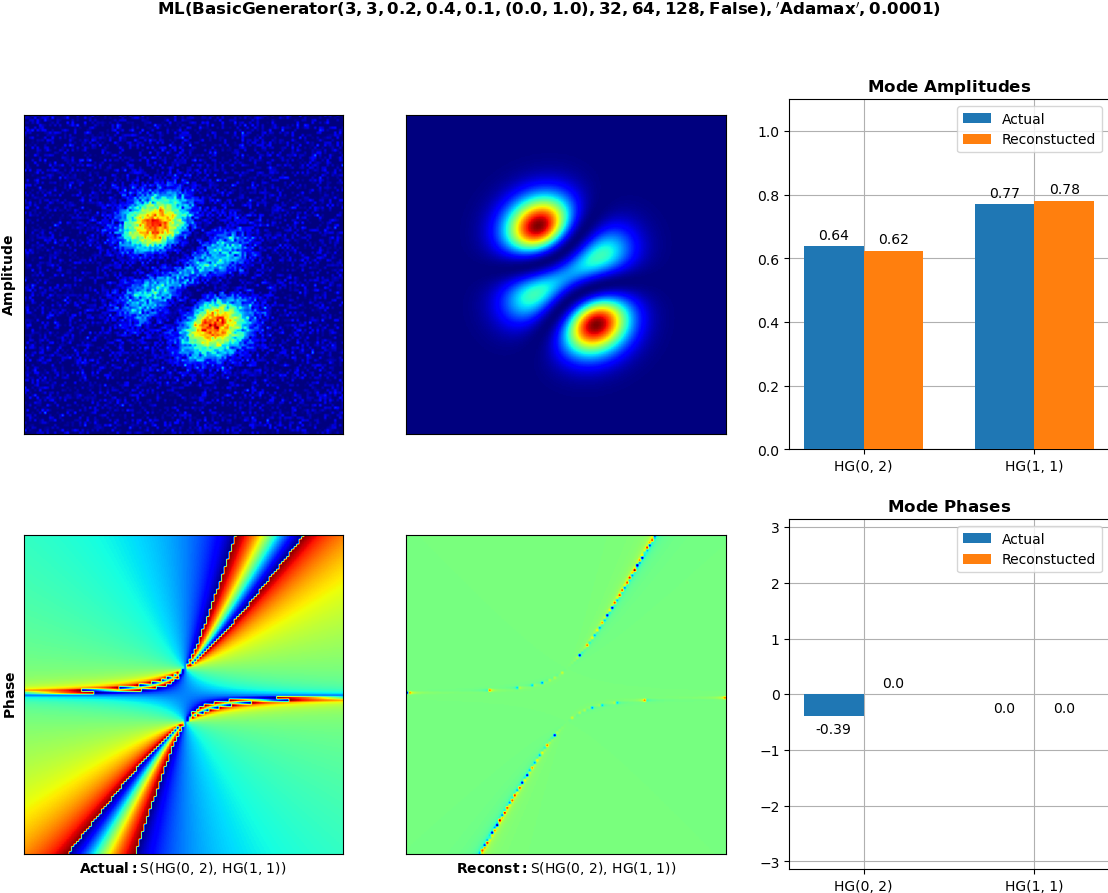 ML(BasicGenerator(3, 3, 0.2, 0.4, 0.1, (0.0, 1.0), 32, 64, 128, False), ′Adamax′, 0.0001)
Amplitude
Mode Amplitudes
Actual
Reconstucted
1.0
0.8
0.6
0.4
0.2
0.0
0.64
0.62
0.77
0.78
HG(0, 2)
HG(1, 1)
Phase
Actual: S(HG(0, 2), HG(1, 1))
Reconst: S(HG(0, 2), HG(1, 1))
Mode Phases
Actual
Reconstucted
3
2
1
0
−1
−2
−3
-0.39
0.0
0.0
0.0
HG(0, 2)
HG(1, 1)